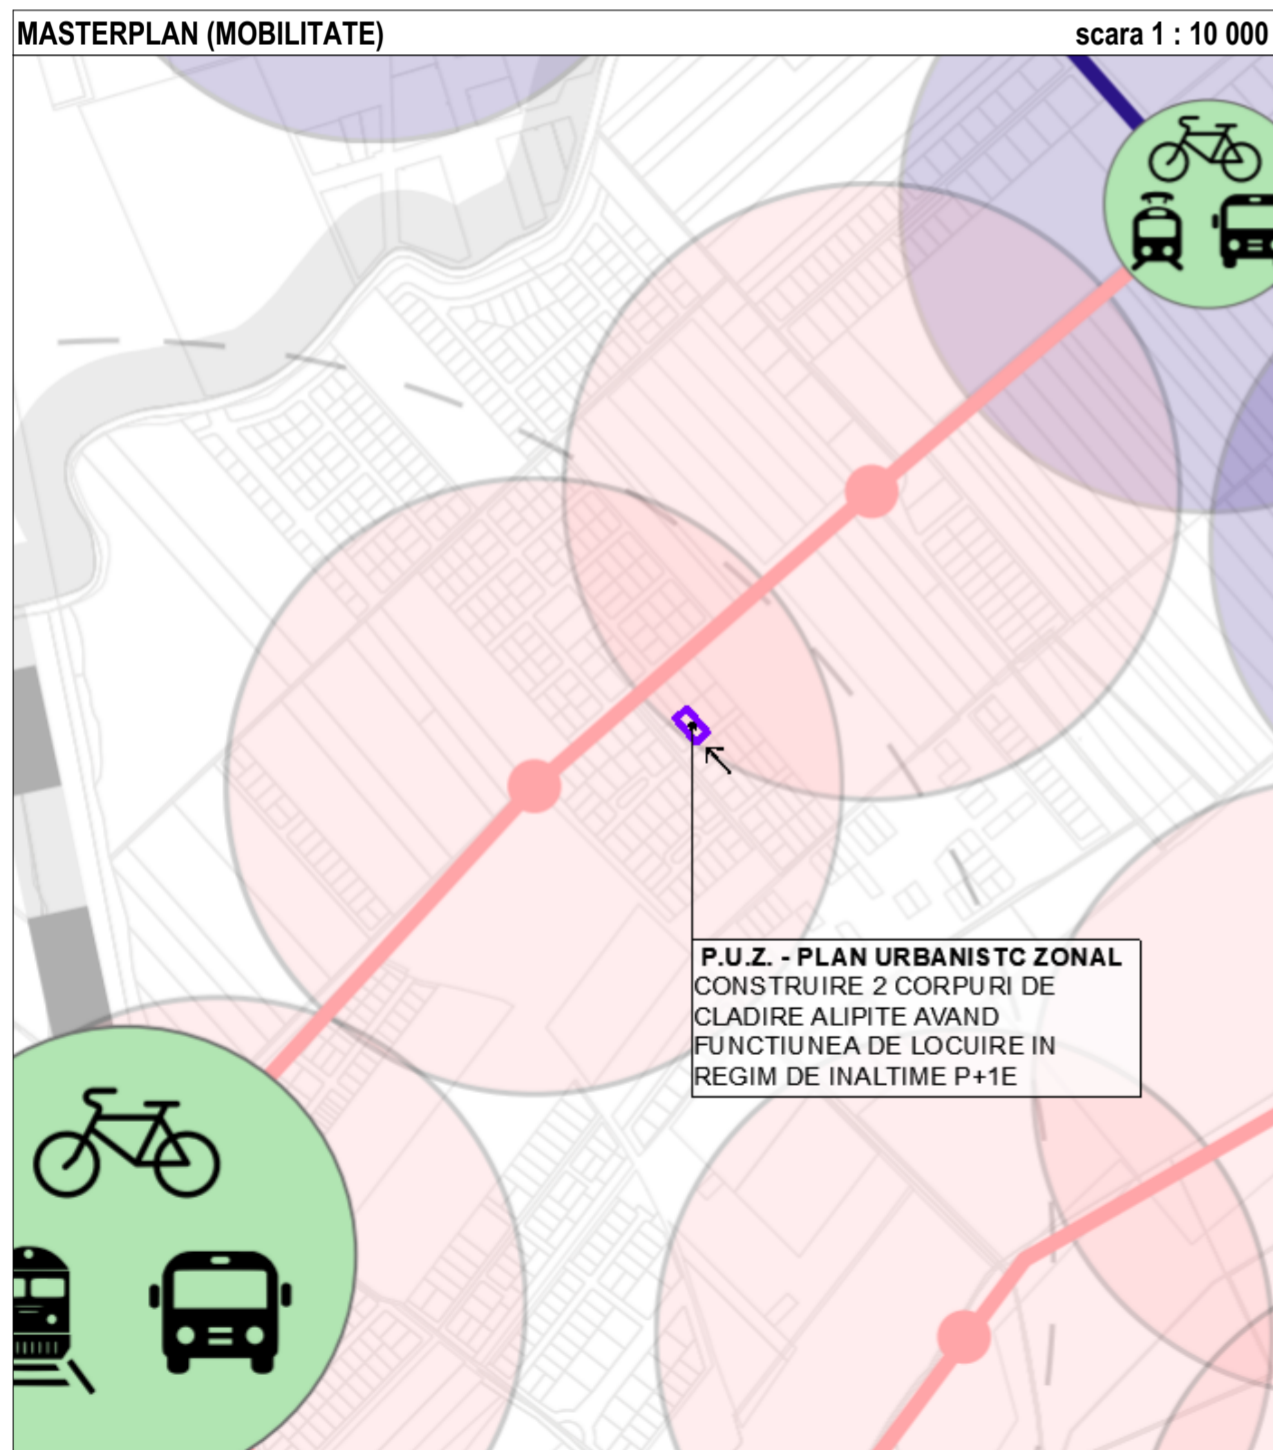 MASTERPLAN (MOBILITATE) scara 1 : 10 000
P.U.Z. - PLAN URBANISTC ZONAL
CONSTRUIRE 2 CORPURI DE
CLADIRE ALIPITE AVAND
FUNCTIUNEA DE LOCUIRE IN
REGIM DE INALTIME P+1E